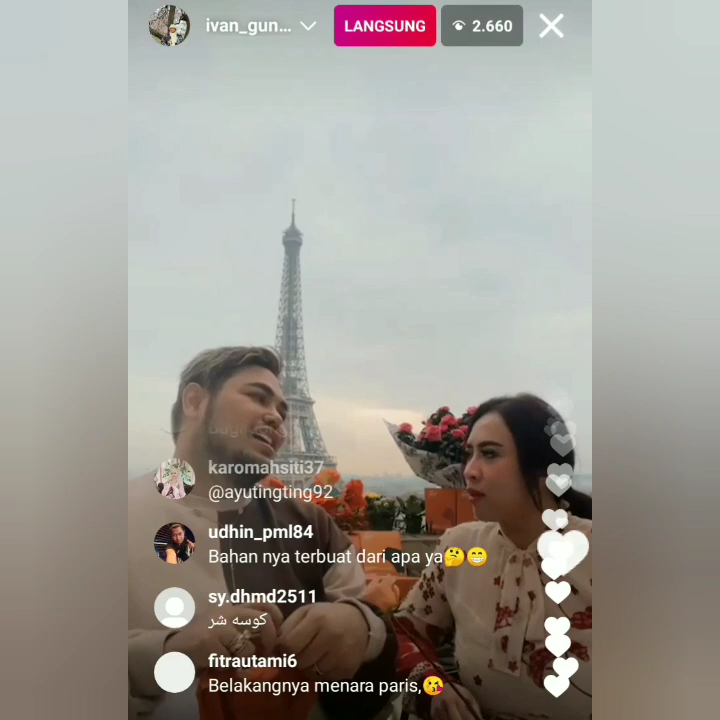 ivan_gun...
LANGSUNG
2.660
karomahsiti37
@ayutingting92
udhin_pml84
Bahan nya terbuat dari apa ya🤔😁
sy.dhmd2511
كوسه شر
fitrautami6
Belakangnya menara paris,😘